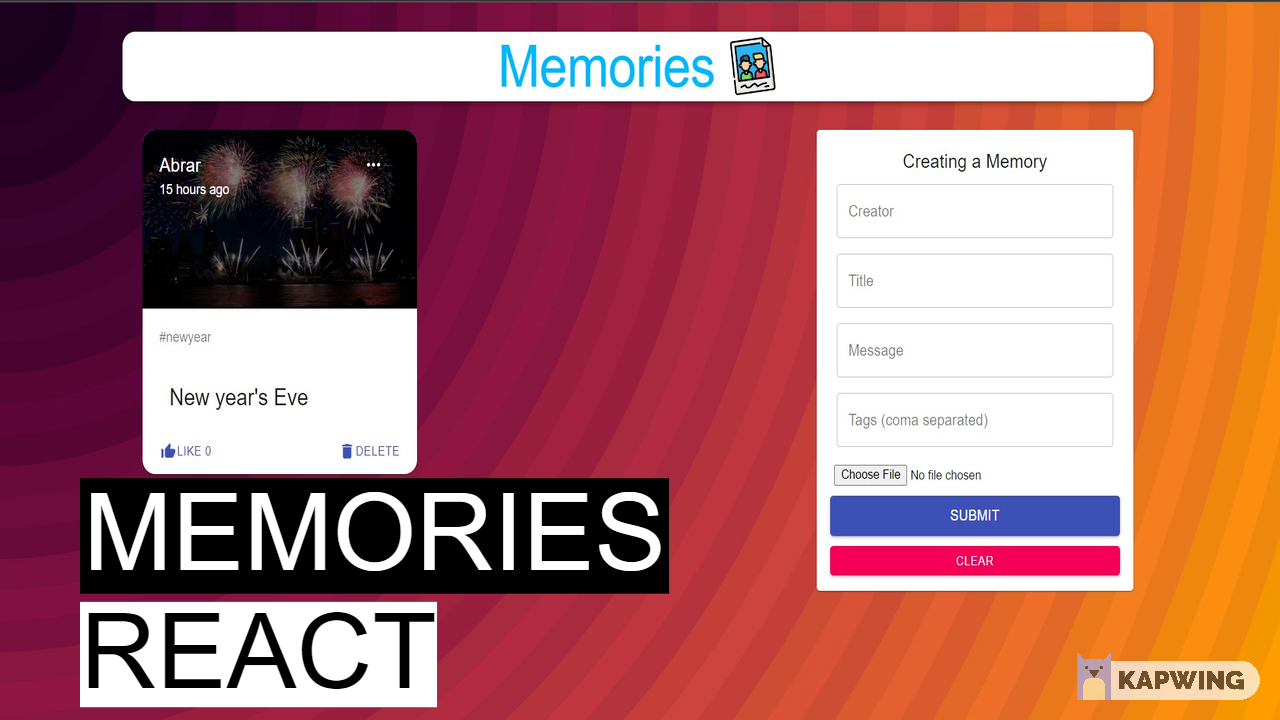 Memories
Abrar
15 hours ago
#newyear
New year's Eve
LIKE 0
DELETE
Creating a Memory
Creator
Title
Message
Tags (coma separated)
Choose File No file chosen
SUBMIT
CLEAR
MEMORIES
REACT
KAPWING